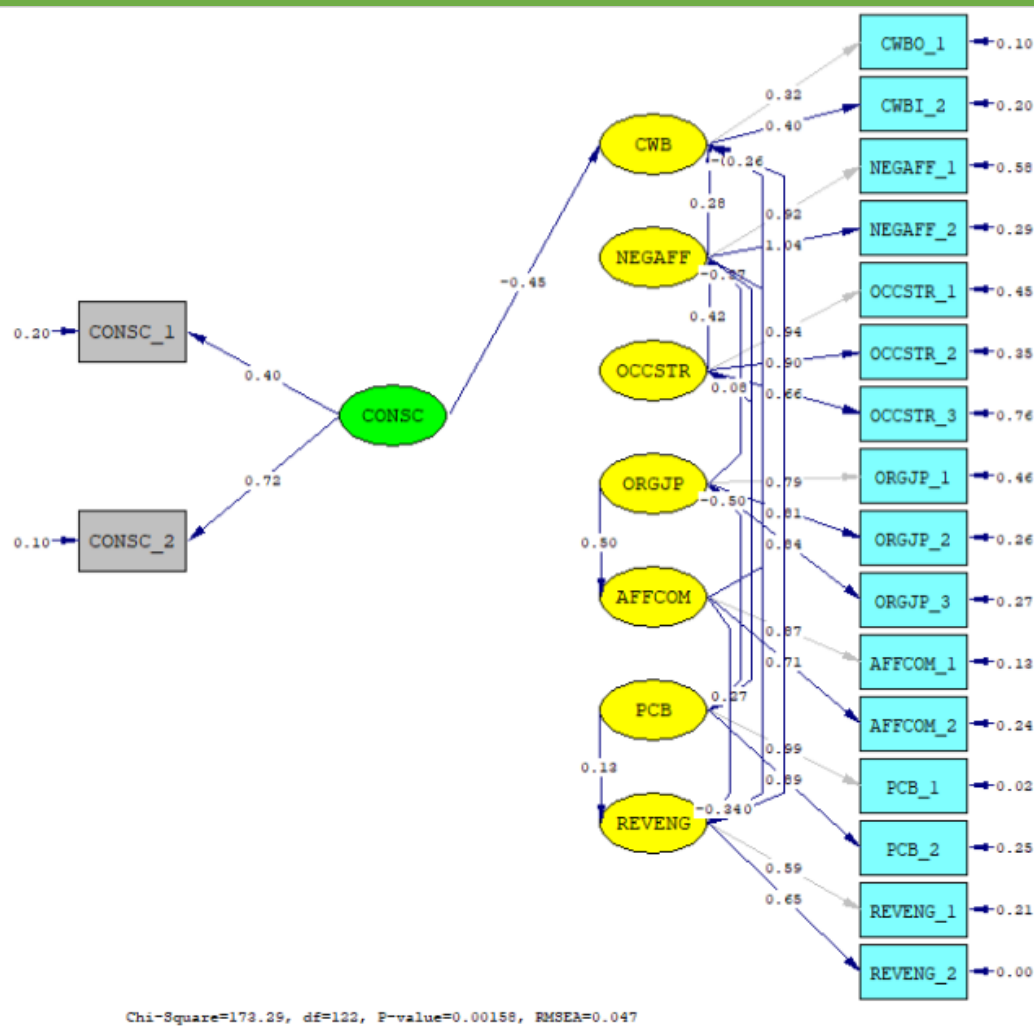 CWBO_1
0.10
0.32
CWBI_2
0.20
0.40
CWB
0.26
NEGAFF_1
0.58
0.28
0.92
NEGAFF_2
0.29
1.04
NEGAFF
-0.45
OCCSTR_1
0.45
0.42
0.94
CONSC_1
0.20
OCCSTR_2
0.35
0.90
OCCSTR
0.40
0.08
0.66
OCCSTR_3
0.76
CONSC
ORGJP_1
0.46
0.72
ORGJP
0.79
-0.50
0.81
CONSC_2
0.10
ORGJP_2
0.26
0.50
0.84
AFFCOM
ORGJP_3
0.27
0.87
AFFCOM_1
0.13
0.71
0.27
PCB
AFFCOM_2
0.24
0.99
0.13
0.89
PCB_1
0.02
REVENG
PCB_2
0.25
0.59
0.65
REVENG_1
0.21
REVENG_2
0.00
Chi-Square=173.29, df=122, P-value=0.00158, RMSEA=0.047